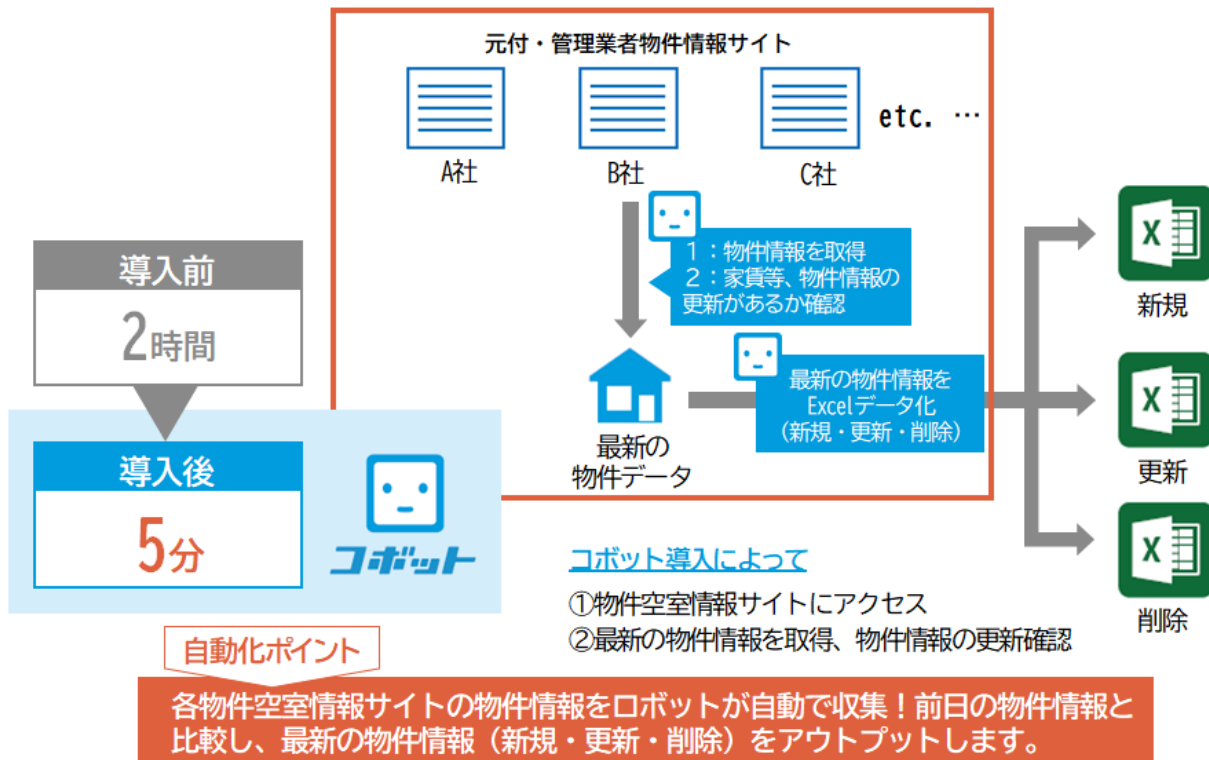 元付・管理業者物件情報サイト
etc. …
A社
B社
C社
1：物件情報を取得
2：家賃等、物件情報の
更新があるか確認
最新の
物件データ
最新の物件情報を
Excelデータ化
（新規・更新・削除）
X
新規
X
更新
X
削除
導入前
2時間
導入後
5分
コボット
コボット導入によって
①物件空室情報サイトにアクセス
②最新の物件情報を取得、物件情報の更新確認
自動化ポイント
各物件空室情報サイトの物件情報をロボットが自動で収集！前日の物件情報と
比較し、最新の物件情報（新規・更新・削除）をアウトプットします。